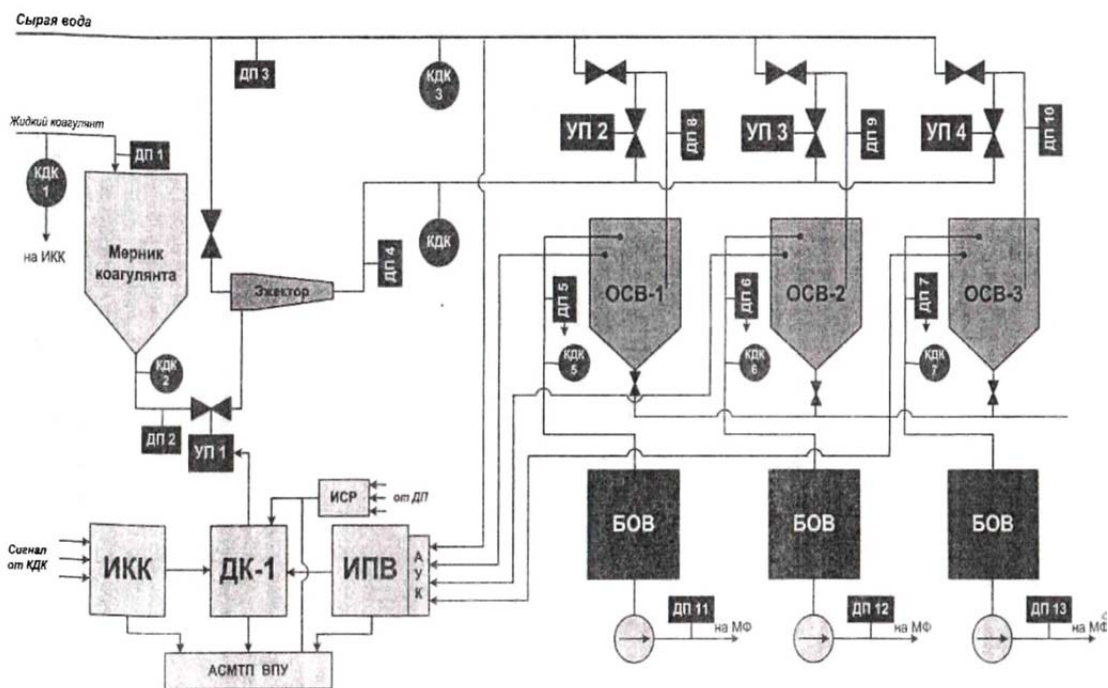 Сырая вода
ДП 3
КДК
3
УП 2
ДП 8
УП 3
ДП 9
УП 4
ДП 10
Жидкий коагулянт
КДК
1
ДП 1
на ИКК
Мерник
коагулянта
Эжектор
ДП 4
КДК
ОСВ-1
ОСВ-2
ОСВ-3
ДП 5
ДП 6
ДП 7
КДК
5
КДК
6
КДК
7
КДК
2
ДП 2
УП 1
ИСР
от ДП
БОВ
БОВ
БОВ
Сигнал
от КДК
ИКК
ДК-1
ИПВ
А
У
К
ДП 11
на МФ
ДП 12
на МФ
ДП 13
на МФ
АСМТП ВПУ